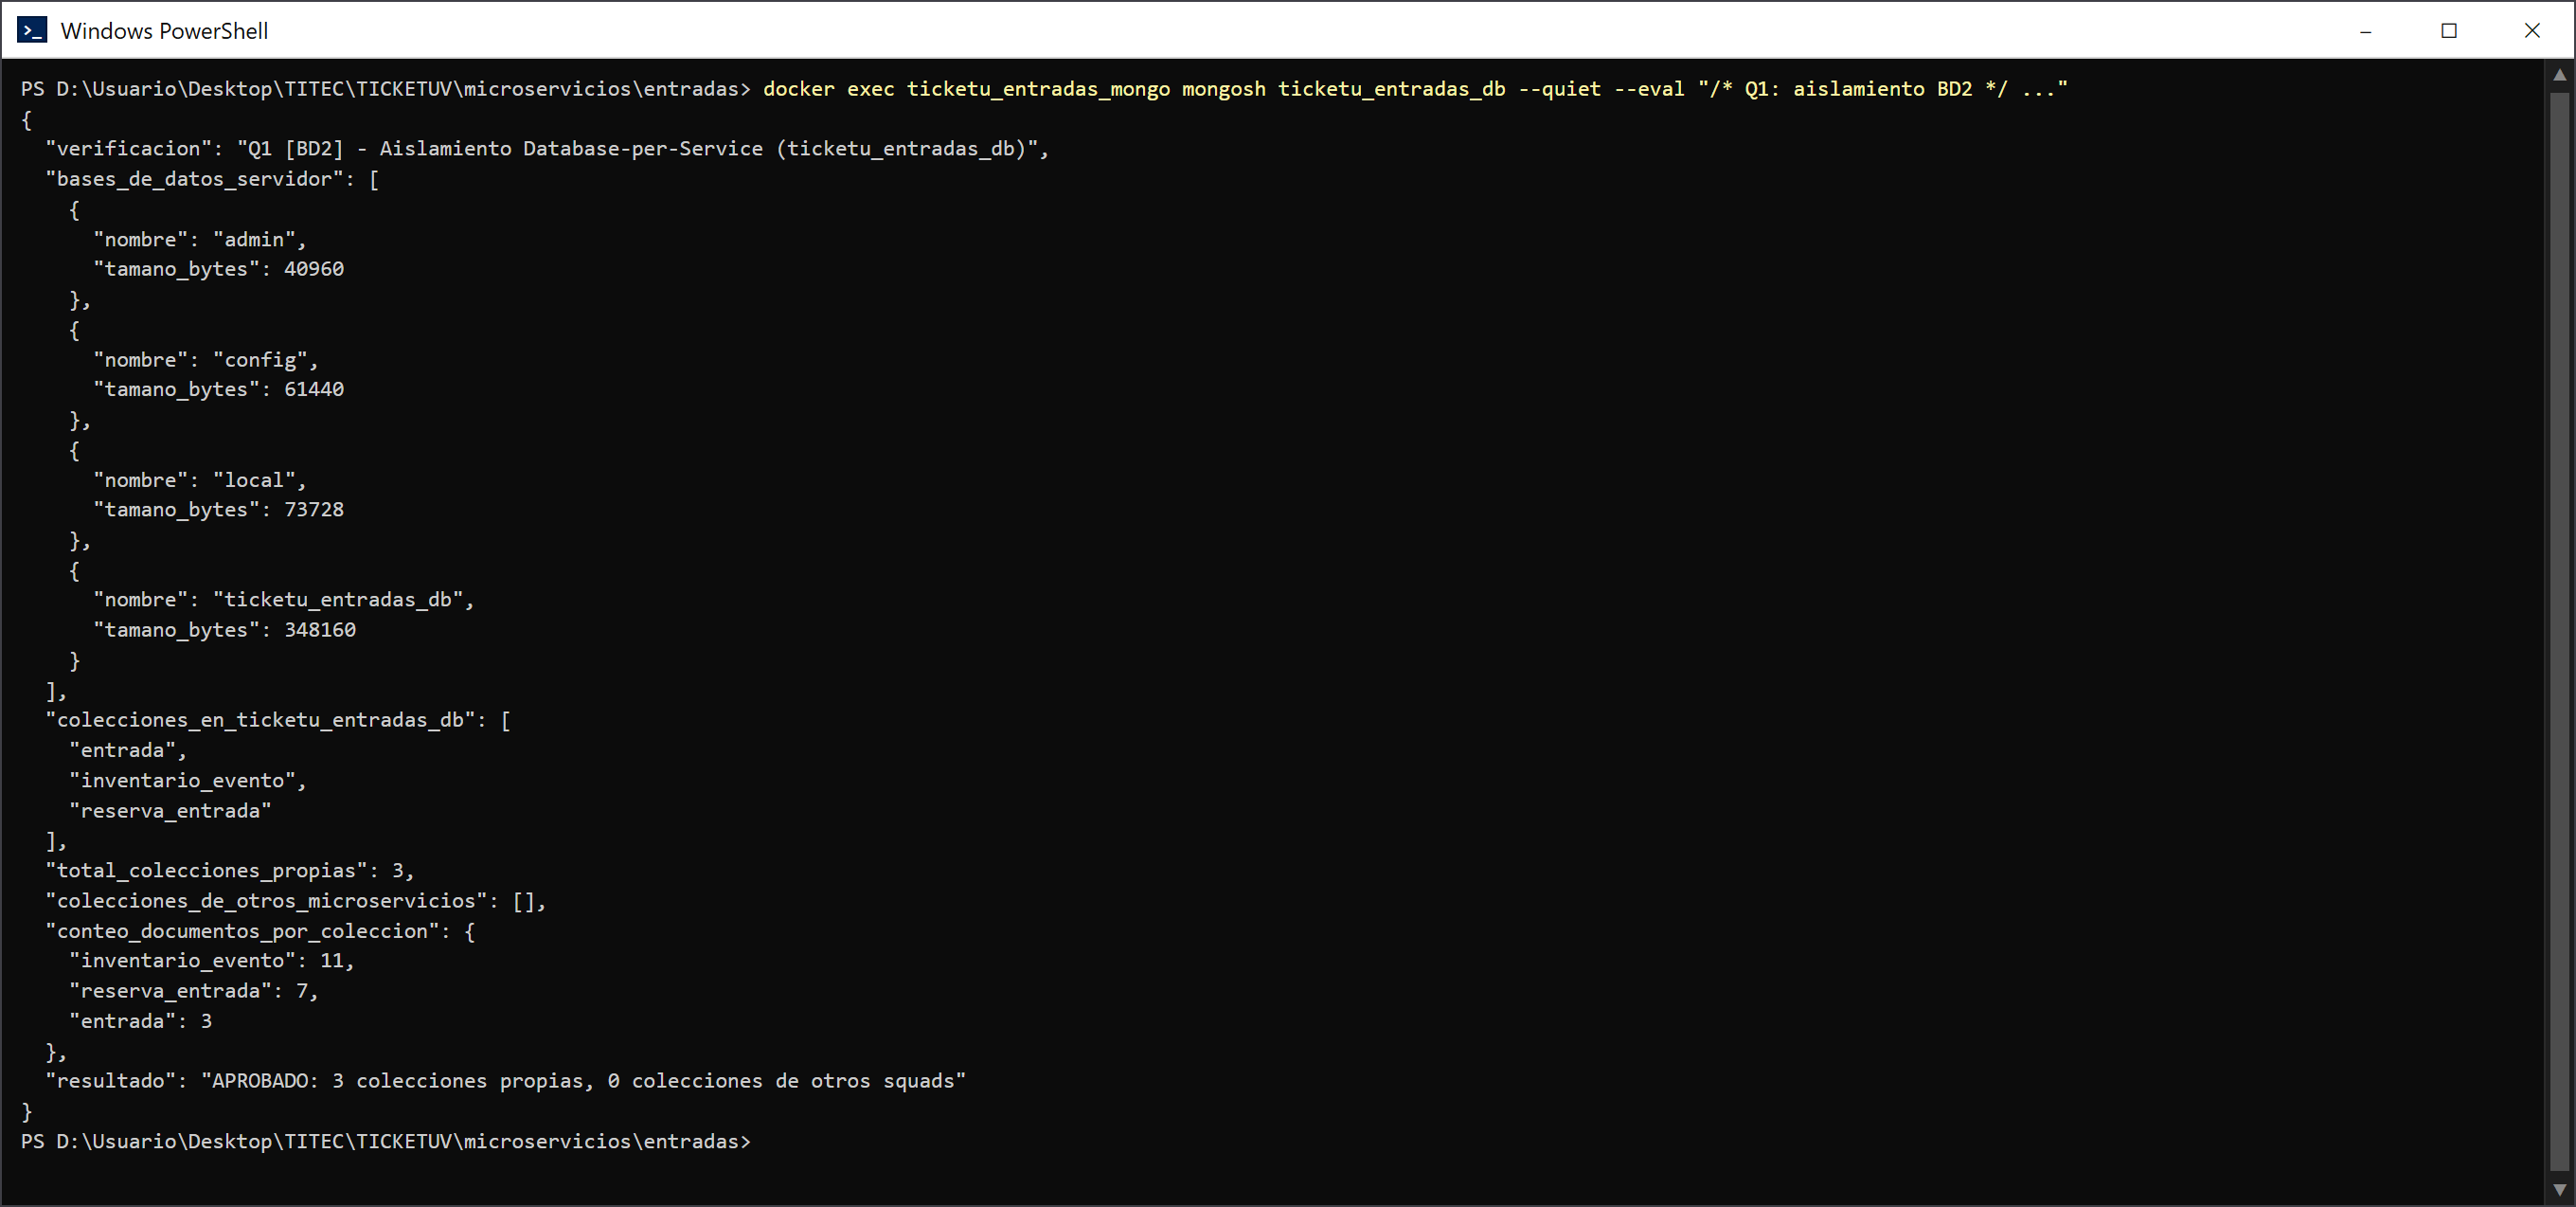 Windows PowerShell
PS D:\Usuario\Desktop\TITEC\TICKETUV\microservicios\entradas> docker exec ticketu_entradas_mongo mongosh ticketu_entradas_db --quiet --eval "/* Q1: aislamiento BD2 */ ..."
{
  "verificacion": "Q1 [BD2] - Aislamiento Database-per-Service (ticketu_entradas_db)",
  "bases_de_datos_servidor": [
    {
      "nombre": "admin",
      "tamano_bytes": 40960
    },
    {
      "nombre": "config",
      "tamano_bytes": 61440
    },
    {
      "nombre": "local",
      "tamano_bytes": 73728
    },
    {
      "nombre": "ticketu_entradas_db",
      "tamano_bytes": 348160
    }
  ],
  "colecciones_en_ticketu_entradas_db": [
    "entrada",
    "inventario_evento",
    "reserva_entrada"
  ],
  "total_colecciones_propias": 3,
  "colecciones_de_otros_microservicios": [],
  "conteo_documentos_por_coleccion": {
    "inventario_evento": 11,
    "reserva_entrada": 7,
    "entrada": 3
  },
  "resultado": "APROBADO: 3 colecciones propias, 0 colecciones de otros squads"
}
PS D:\Usuario\Desktop\TITEC\TICKETUV\microservicios\entradas>